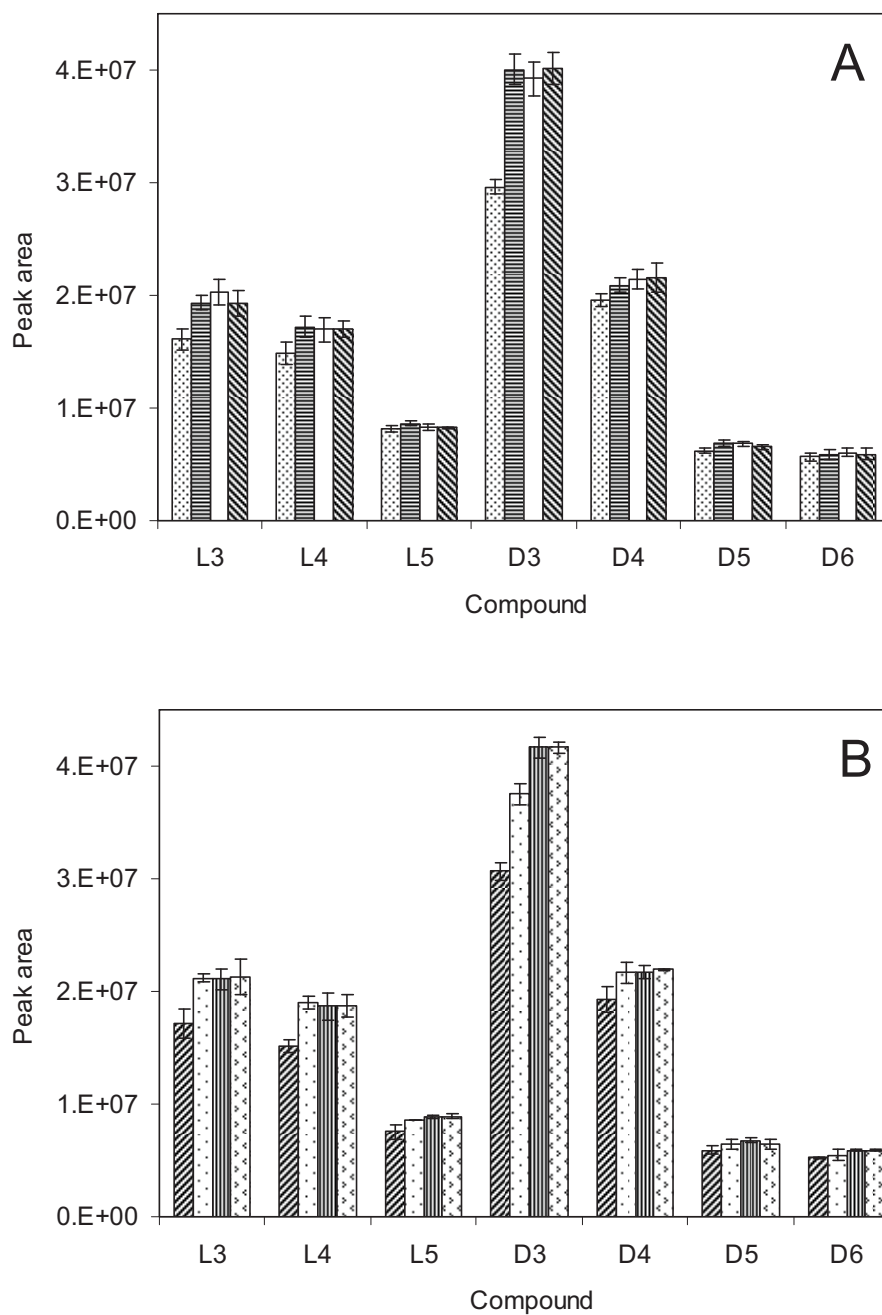 A
4.E+07
3.E+07
2.E+07
1.E+07
0.E+00
Peak area
L3 L4 L5 D3 D4 D5 D6
Compound
B
4.E+07
3.E+07
2.E+07
1.E+07
0.E+00
Peak area
L3 L4 L5 D3 D4 D5 D6
Compound